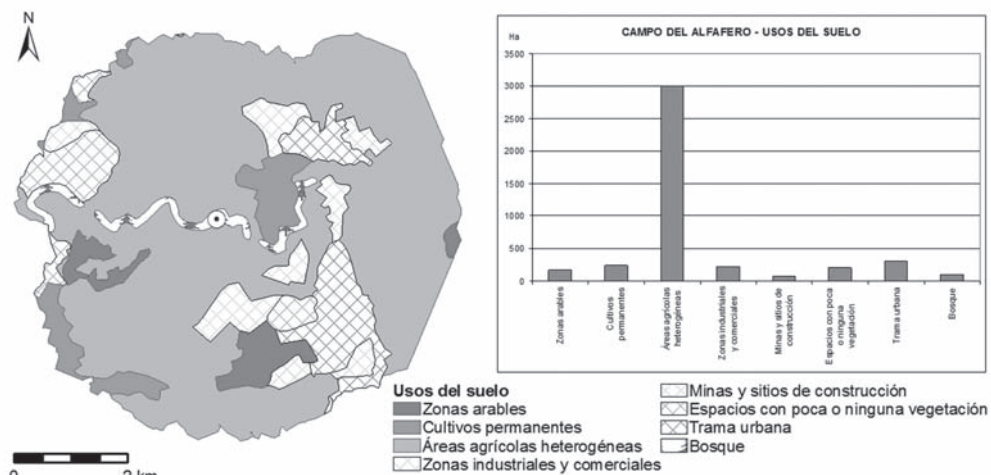 N
CAMPO DEL ALFAFERO - USOS DEL SUELO
Ha
3500
3000
2500
2000
1500
1000
500
0
Zonas arables
Cultivos
permanentes
Áreas agrícolas
heterogéneas
Zonas industriales
y comerciales
Minas y sitios de
construcción
Espacios con poca
o ninguna
vegetación
Trama urbana
Bosque
Usos del suelo
Zonas arables
Cultivos permanentes
Áreas agrícolas heterogéneas
Zonas industriales y comerciales
Minas y sitios de construcción
Espacios con poca o ninguna vegetación
Trama urbana
Bosque
0 2 km